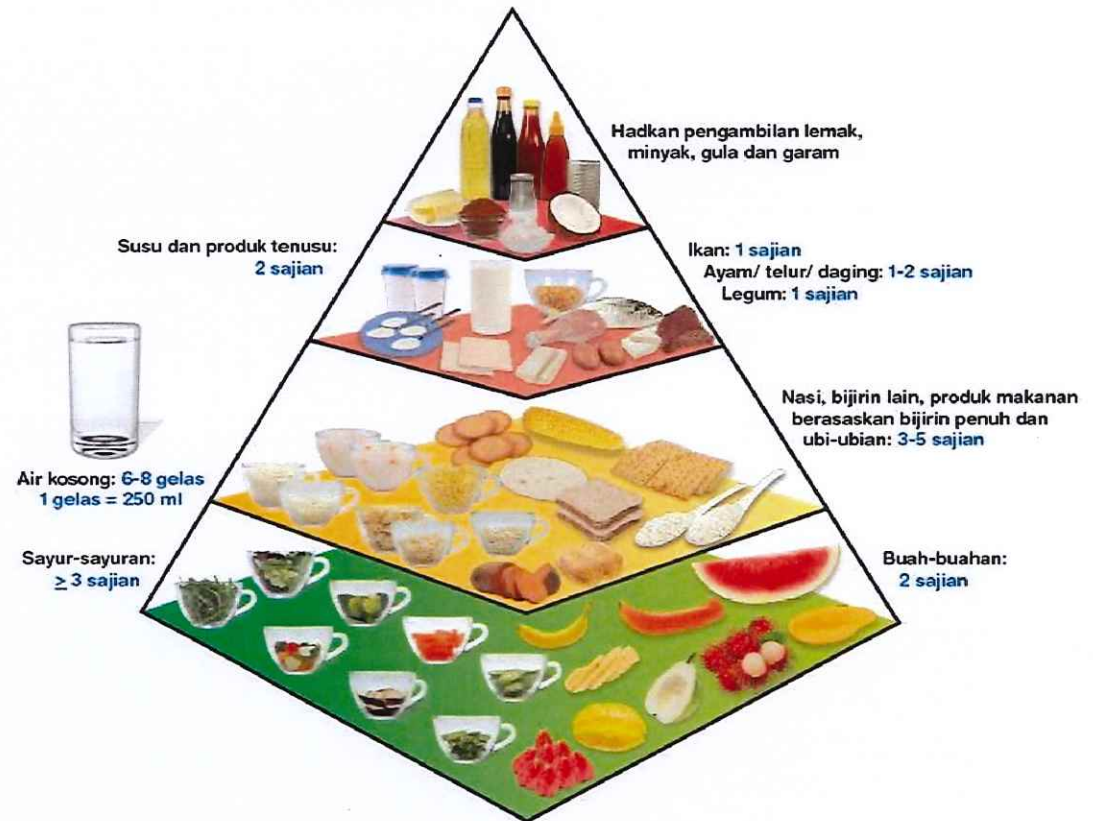 Hadkan pengambilan lemak,
minyak, gula dan garam
Susu dan produk tenusu:
2 sajian
Ikan: 1 sajian
Ayam/ telur/ daging: 1-2 sajian
Legum: 1 sajian
Nasi, bijirin lain, produk makanan
berasaskan bijirin penuh dan
ubi-ubian: 3-5 sajian
Air kosong: 6-8 gelas
1 gelas = 250 ml
Sayur-sayuran:
≥ 3 sajian
Buah-buahan:
2 sajian